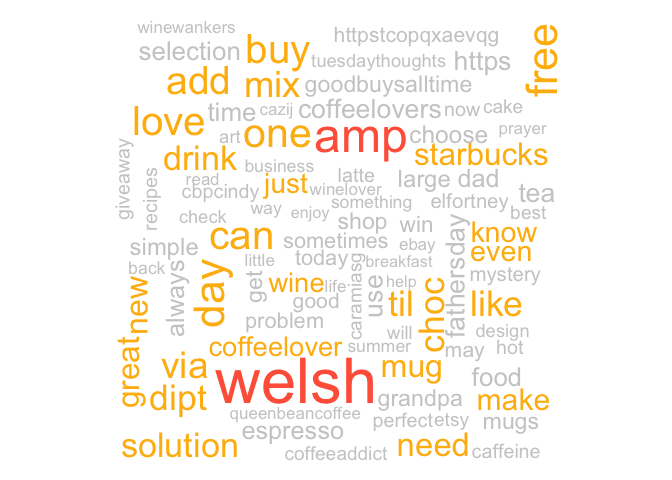 winewankers
httpstcopqxaevqg
selection
buy
tuesdaythoughts
https
free
add
mix
goodbuysalltime
love
time
cazij
coffeelovers
now
cake
art
one
amp
choose
prayer
giveaway
recipes
drink
business
starbucks
read
cbpcindy
just
latte
winelover
large
dad
tea
check
way
enjoy
something
elfortney
best
simple
can
sometimes
shop
win
ebay
fathersday
know
even
back
always
day
little
today
breakfast
mystery
new
get
wine
life
good
caramiasg
use
help
til
choc
like
problem
will
may
design
hot
great
via
coffeelover
summer
dipt
welsh
mug
food
grandpa
make
queenbeancoffee
perfect
etsy
mugs
solution
espresso
coffeeaddict
need
caffeine